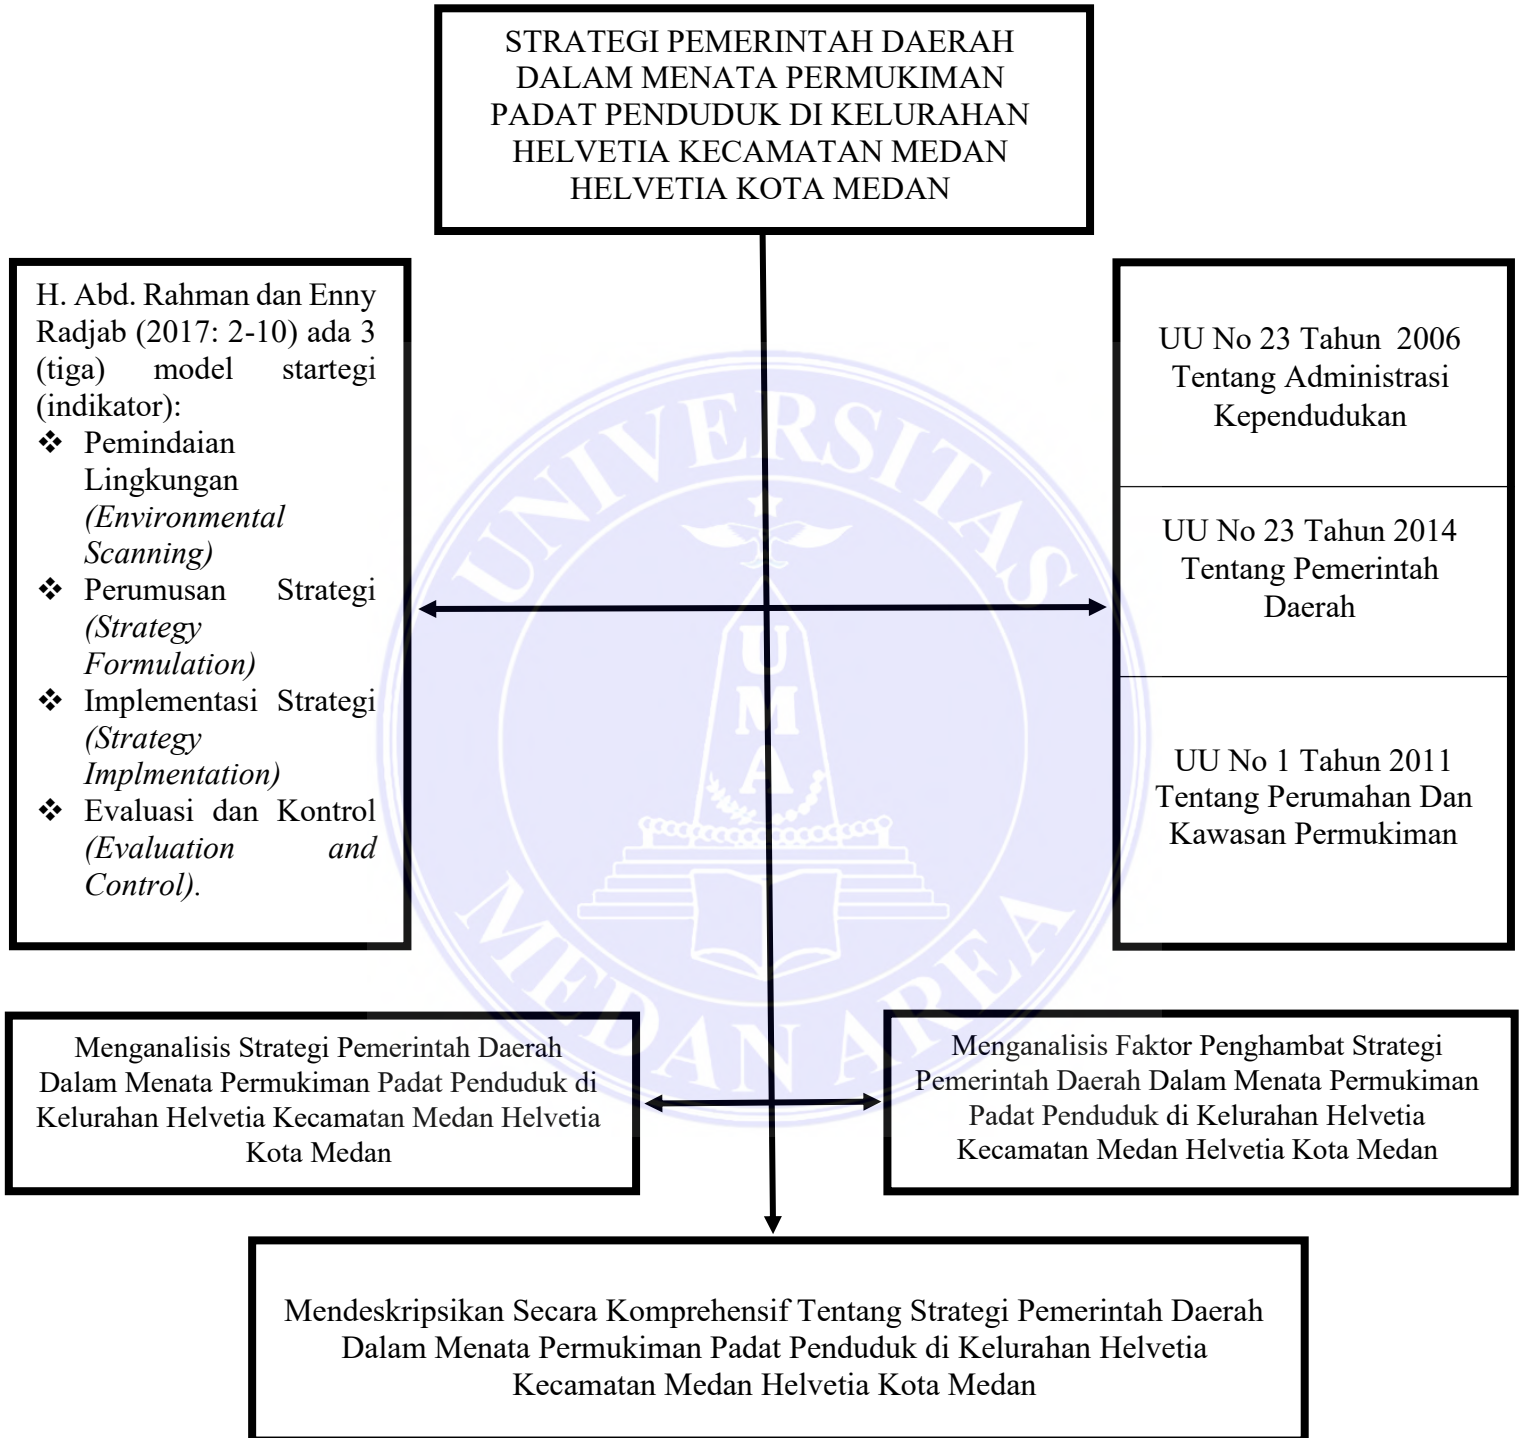 STRATEGI PEMERINTAH DAERAH
DALAM MENATA PERMUKIMAN
PADAT PENDUDUK DI KELURAHAN
HELVETIA KECAMATAN MEDAN
HELVETIA KOTA MEDAN
H. Abd. Rahman dan Enny
Radjab (2017: 2-10) ada 3
(tiga) model startegi
(indikator):
❖ Pemindaian
Lingkungan
(Environmental
Scanning)
❖ Perumusan Strategi
(Strategy
Formulation)
❖ Implementasi Strategi
(Strategy
Implmentation)
❖ Evaluasi dan Kontrol
(Evaluation and
Control).
UU No 23 Tahun 2006
Tentang Administrasi
Kependudukan
UU No 23 Tahun 2014
Tentang Pemerintah
Daerah
UU No 1 Tahun 2011
Tentang Perumahan Dan
Kawasan Permukiman
UNIVERSITAS
UMA
MEDAN AREA
Menganalisis Strategi Pemerintah Daerah
Dalam Menata Permukiman Padat Penduduk di
Kelurahan Helvetia Kecamatan Medan Helvetia
Kota Medan
Menganalisis Faktor Penghambat Strategi
Pemerintah Daerah Dalam Menata Permukiman
Padat Penduduk di Kelurahan Helvetia
Kecamatan Medan Helvetia Kota Medan
Mendeskripsikan Secara Komprehensif Tentang Strategi Pemerintah Daerah
Dalam Menata Permukiman Padat Penduduk di Kelurahan Helvetia
Kecamatan Medan Helvetia Kota Medan